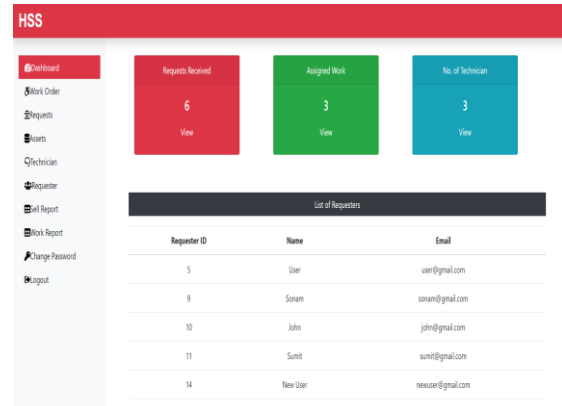 HSS
Dashboard
Work Order
Requests
Assets
Technician
Requester
Sell Report
Work Report
Change Password
Logout
Requests Received
6
View
Assigned Work
3
View
No. of Technician
3
View
List of Requesters
Requester ID Name Email
5 User user@gmail.com
9 Sonam sonam@gmail.com
10 John john@gmail.com
11 Sumit sumit@gmail.com
14 New User newuser@gmail.com